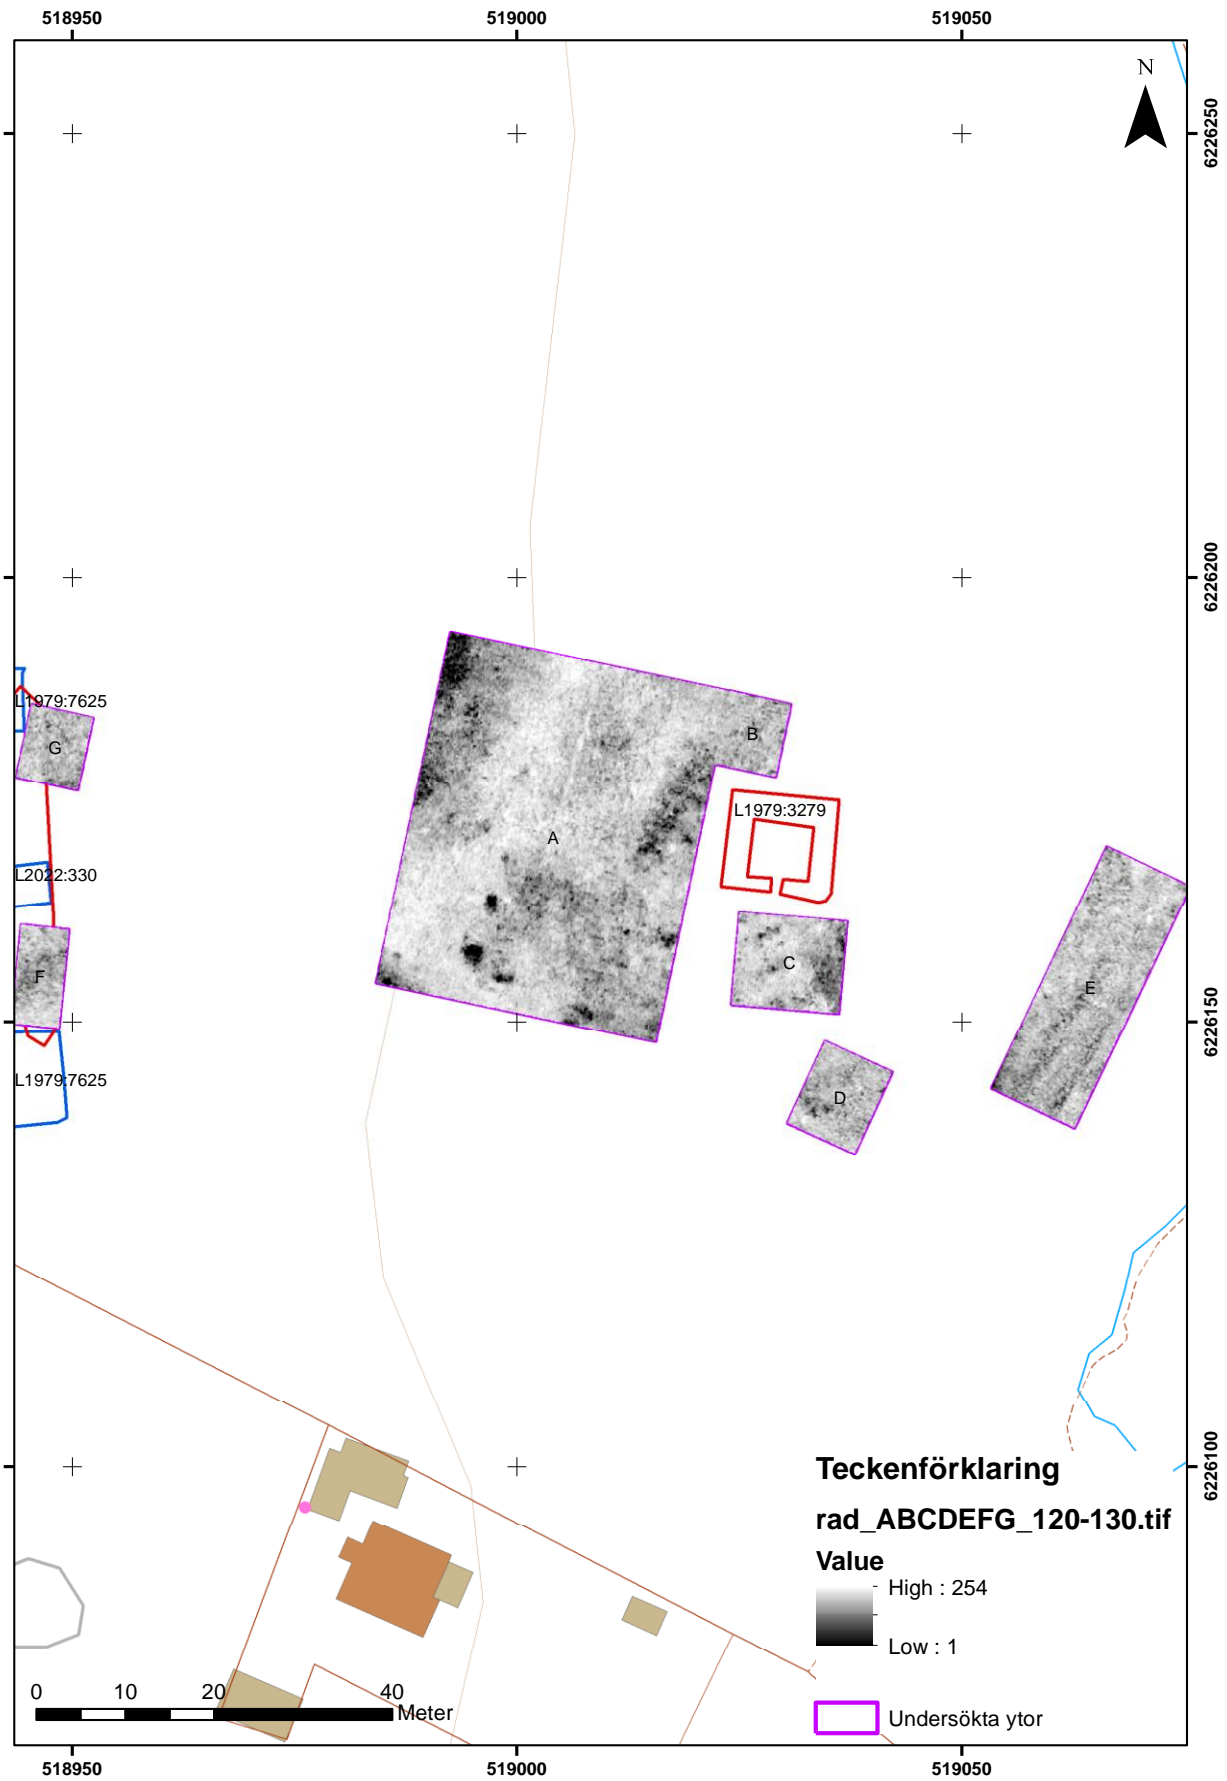 518950 519000 519050
N
6226250
6226200
L1979:7625
G
B
L1979:3279
A
L2022:330
F
C
E
6226150
L1979:7625
D
6226100
Teckenförklaring
rad_ABCDEFG_120-130.tif
Value
High : 254
Low : 1
Undersökta ytor
0 10 20 40
Meter
518950 519000 519050